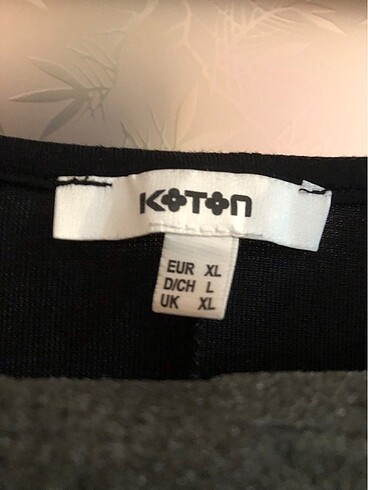 KOTON
EUR XL
D/CH L
UK XL